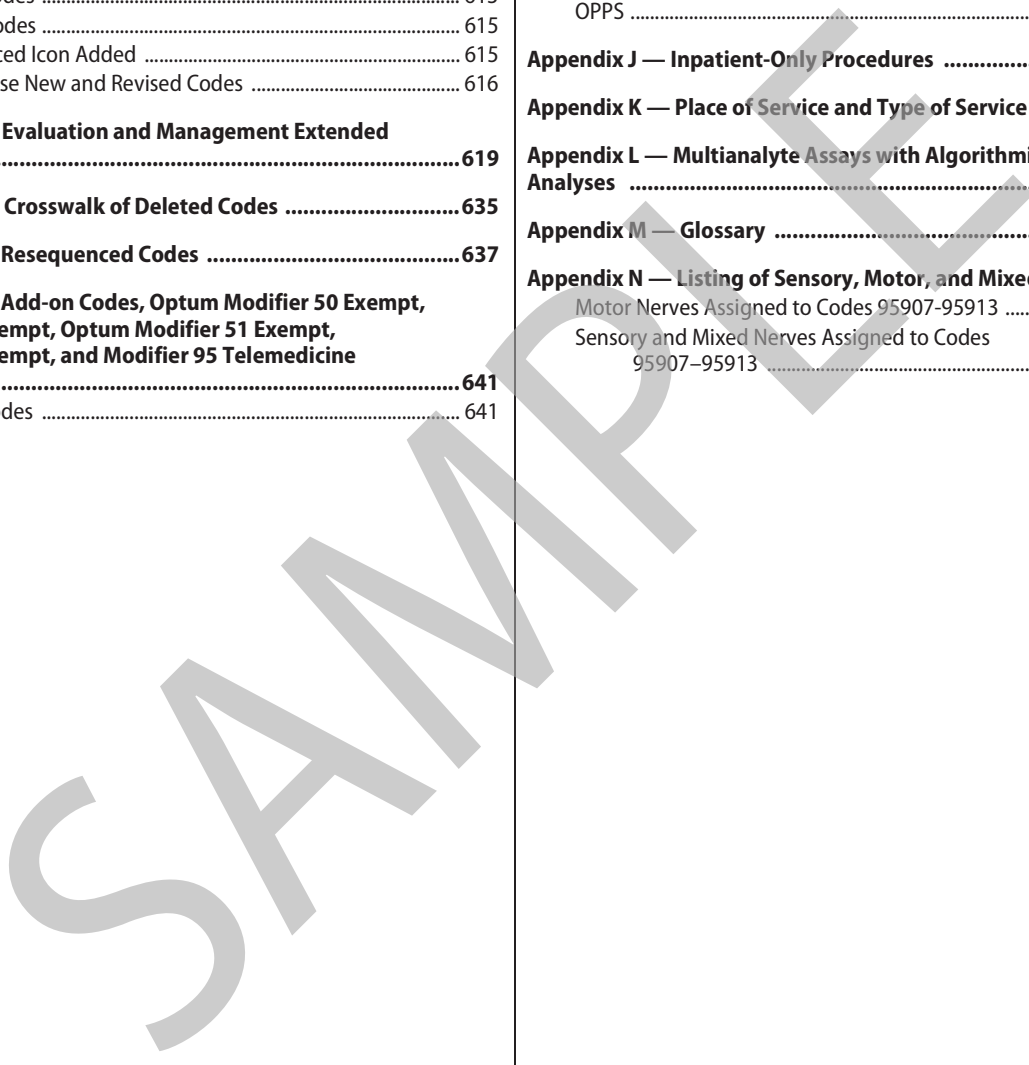 615
odes ........ 615
ced Icon Added ........ 615
se New and Revised Codes ........ 616
Evaluation and Management Extended
........ 619
Crosswalk of Deleted Codes ........ 635
Resequenced Codes ........ 637
Add-on Codes, Optum Modifier 50 Exempt,
empt, Optum Modifier 51 Exempt,
empt, and Modifier 95 Telemedicine
........ 641
odes ........ 641
OPPS ........
Appendix J — Inpatient-Only Procedures ........
Appendix K — Place of Service and Type of Service
Appendix L — Multianalyte Assays with Algorithmi
Analyses ........
Appendix M — Glossary ........
Appendix N — Listing of Sensory, Motor, and Mixed
Motor Nerves Assigned to Codes 95907-95913 .....
Sensory and Mixed Nerves Assigned to Codes
95907–95913 ........
SAMPLE